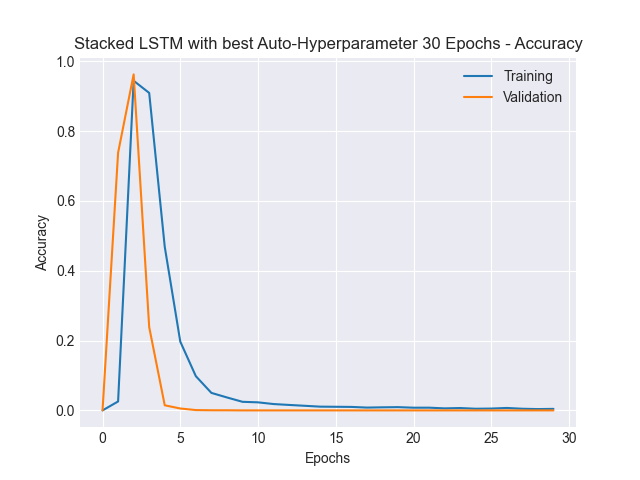 Stacked LSTM with best Auto-Hyperparameter 30 Epochs - Accuracy
1.0
Training
Validation
0.8
0.6
Accuracy
0.4
0.2
0.0
0 5 10 15 20 25 30
Epochs